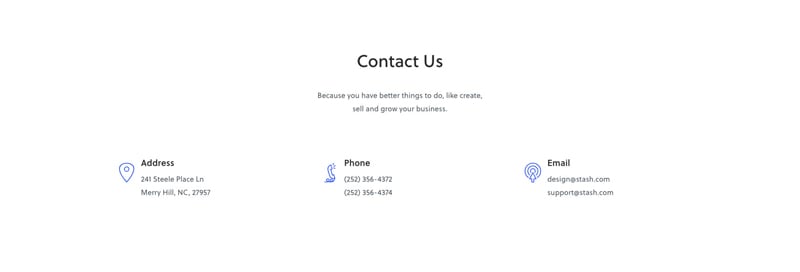 Contact Us
Because you have better things to do, like create,
sell and grow your business.
Address
241 Steele Place Ln
Merry Hill, NC, 27957
Phone
(252) 356-4372
(252) 356-4374
Email
design@stash.com
support@stash.com